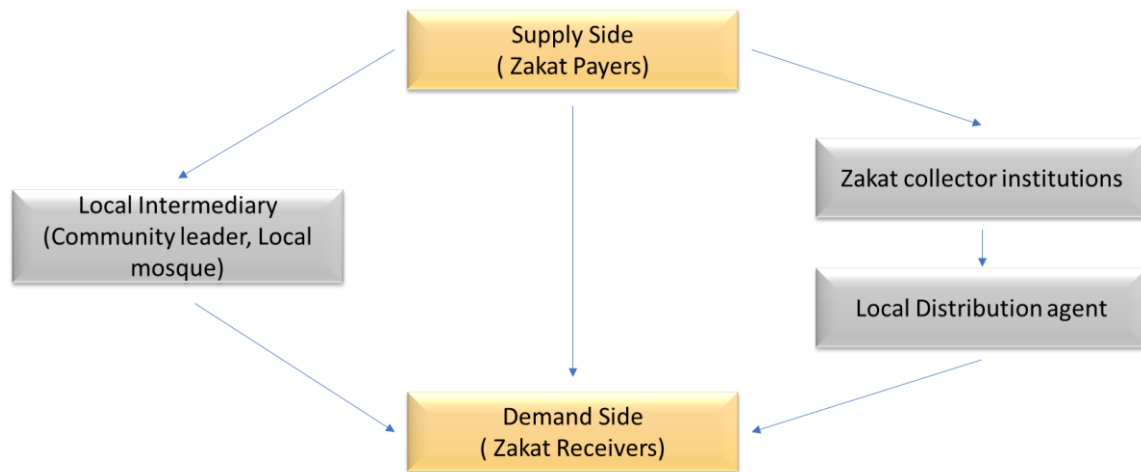 Supply Side
( Zakat Payers)
Local Intermediary
(Community leader, Local
mosque)
Zakat collector institutions
Local Distribution agent
Demand Side
( Zakat Receivers)